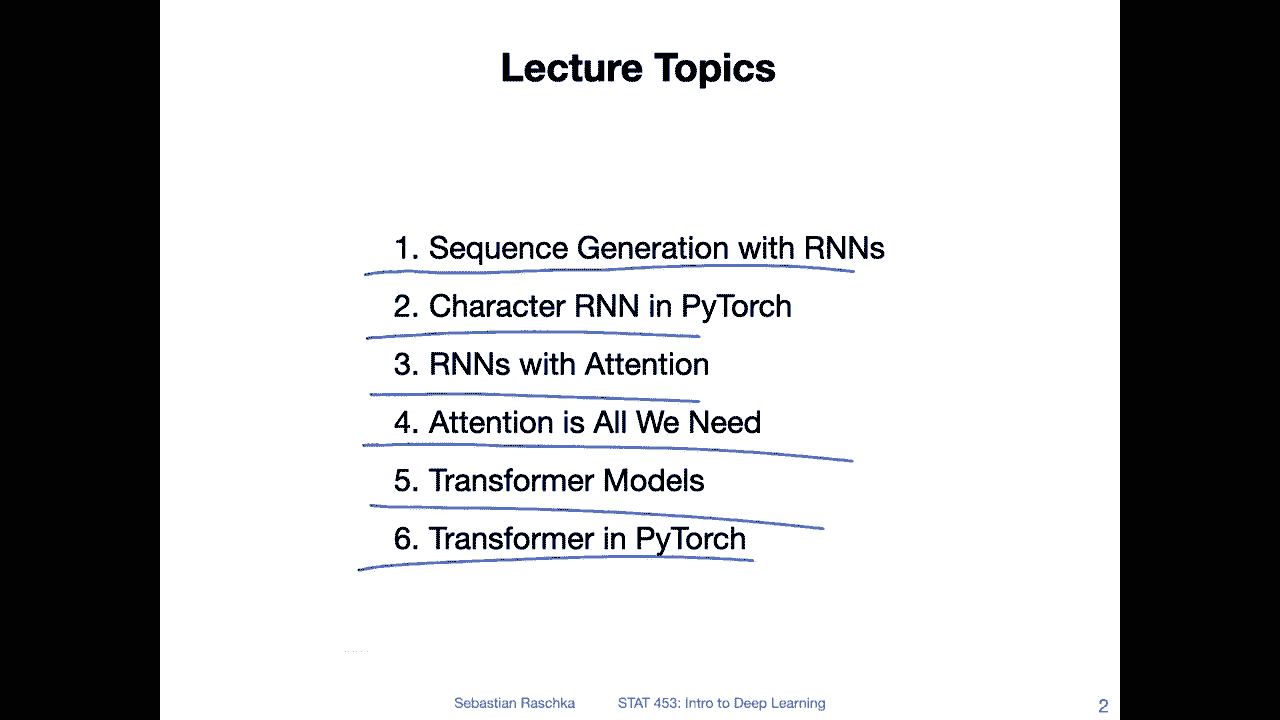 Lecture Topics
1. Sequence Generation with RNNs
2. Character RNN in PyTorch
3. RNNs with Attention
4. Attention is All We Need
5. Transformer Models
6. Transformer in PyTorch
Sebastian Raschka STAT 453: Intro to Deep Learning 2